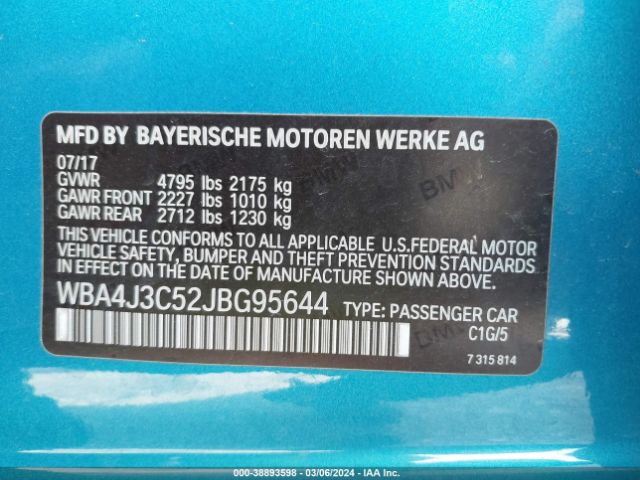 MFD BY BAYERISCHE MOTOREN WERKE AG
07/17
GVWR 4795 lbs 2175 kg
GAWR FRONT 2227 lbs 1010 kg
GAWR REAR 2712 lbs 1230 kg
THIS VEHICLE CONFORMS TO ALL APPLICABLE U.S.FEDERAL MOTOR
VEHICLE SAFETY, BUMPER AND THEFT PREVENTION STANDARDS
IN EFFECT ON THE DATE OF MANUFACTURE SHOWN ABOVE.
WBA4J3C52JBG95644 TYPE: PASSENGER CAR
C1G/5
7 315 814
000-38893598 - 03/06/2024 - IAA Inc.